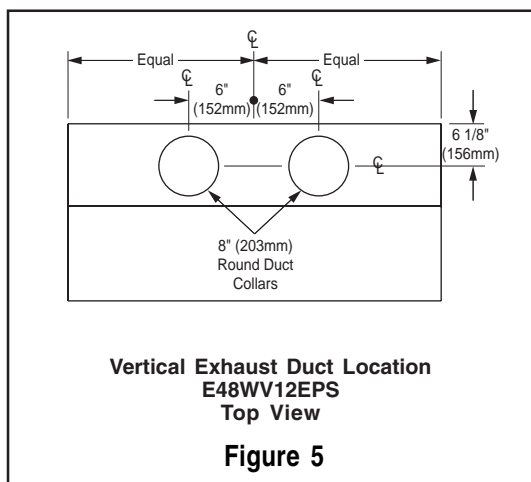 ℄
Equal
Equal
℄
℄
6"
(152mm)
6"
(152mm)
6 1/8"
(156mm)
℄
8" (203mm)
Round Duct
Collars
Vertical Exhaust Duct Location
E48WV12EPS
Top View
Figure 5